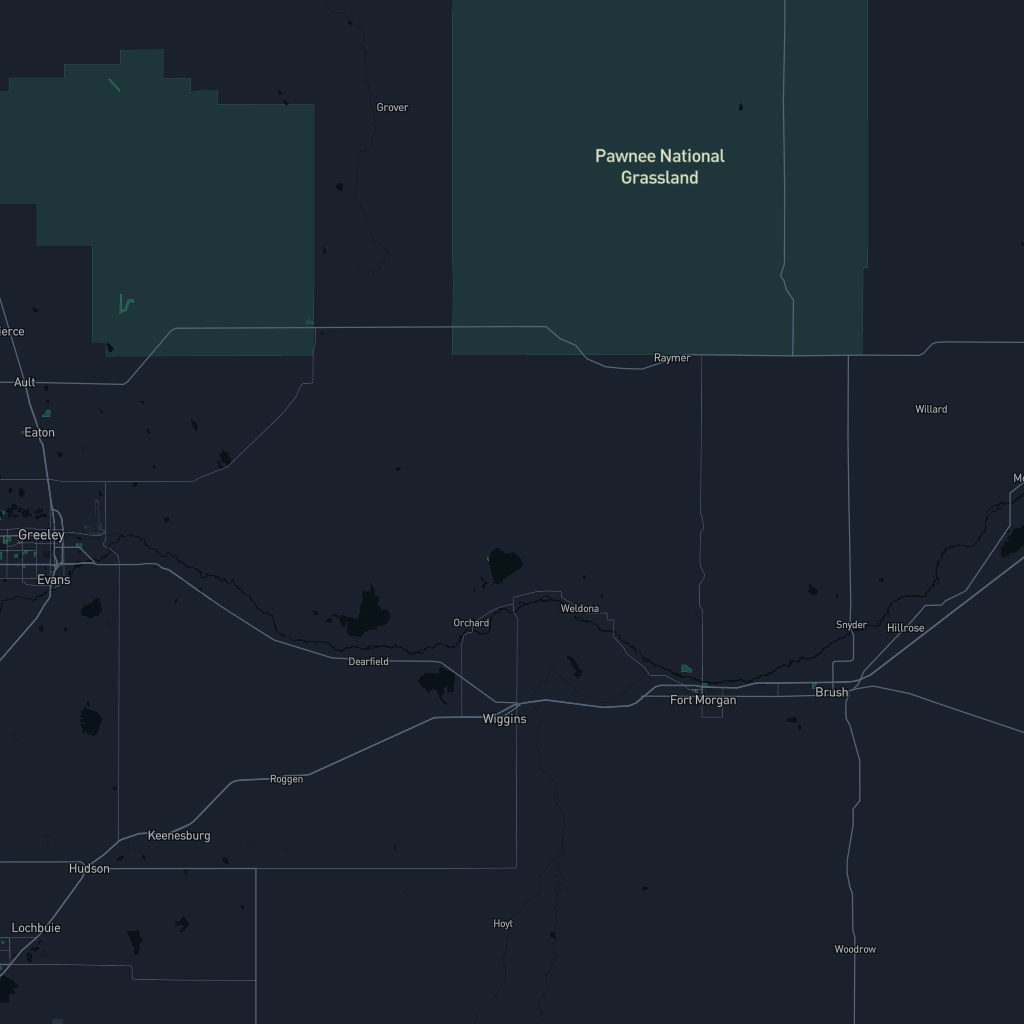 Grover
Pawnee National
Grassland
ierce
Raymer
Ault
Willard
Eaton
Me
Greeley
Evans
Weldona
Orchard
Snyder
Hillrose
Dearfield
Brush
Fort Morgan
Wiggins
Roggen
Keenesburg
Hudson
Hoyt
Lochbuie
Woodrow